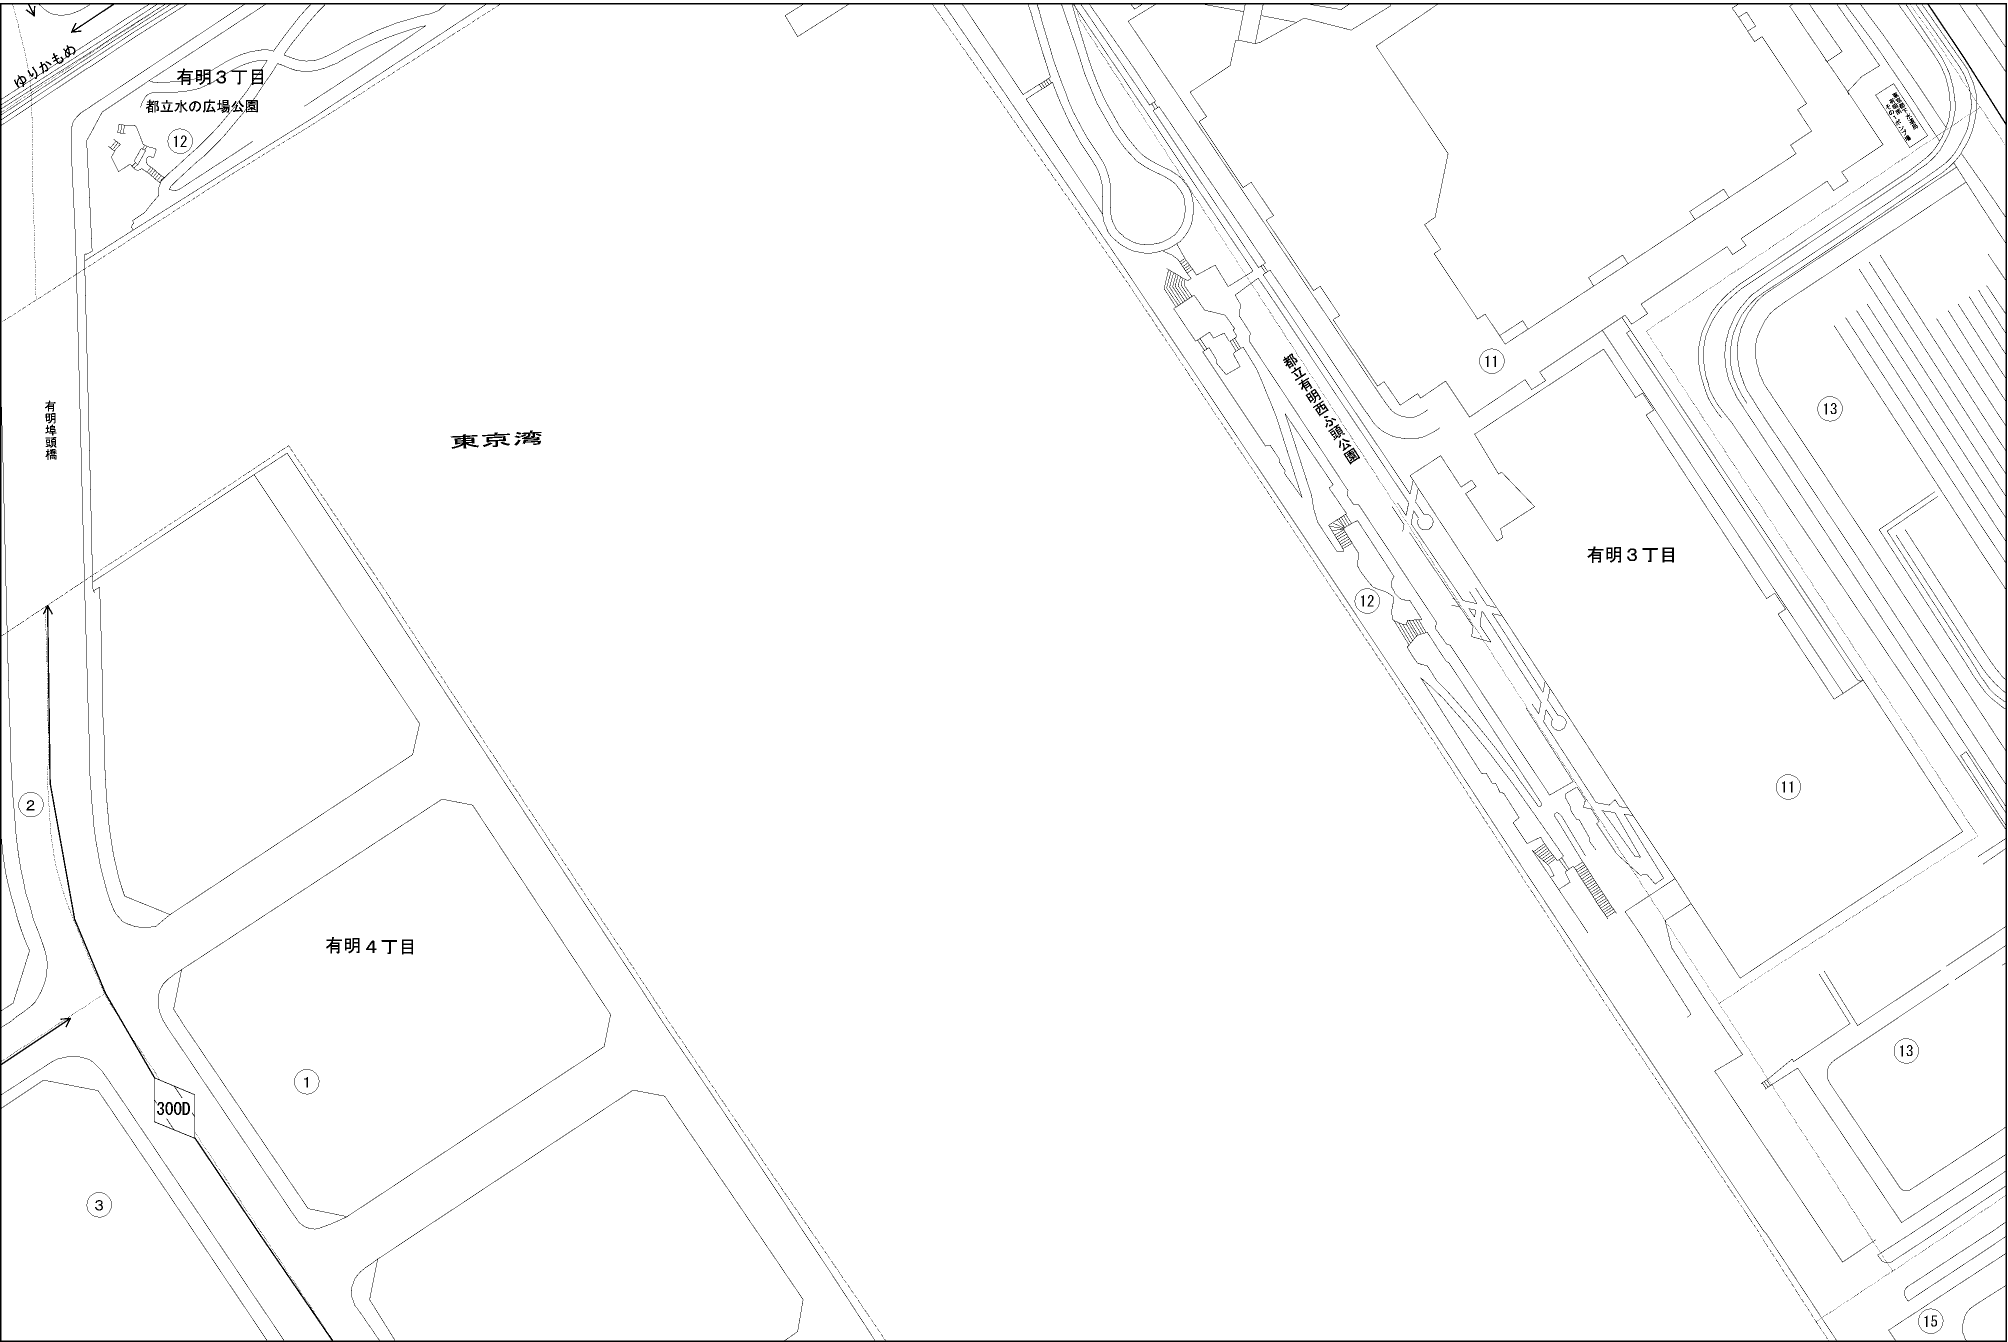 ゆりかもめ
有明３丁目
都立水の広場公園
12
有明埠頭橋
東京湾
都立有明西ふ頭公園
11
13
有明３丁目
12
11
2
有明４丁目
1
300D
3
13
15